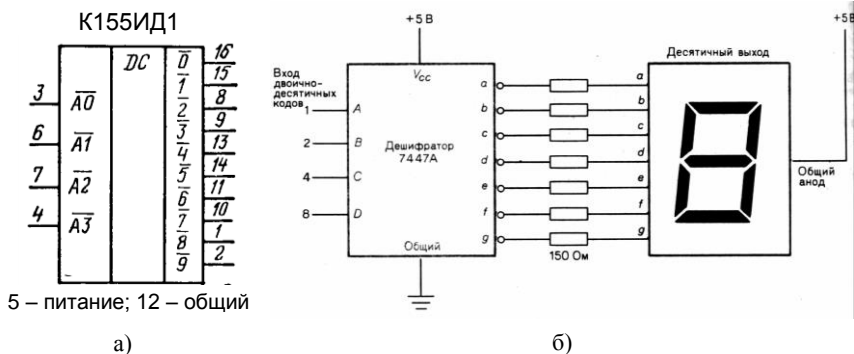 К155ИД1
DC
3 A0
6 A1
7 A2
4 A3
0 16
1 15
2 8
3 9
4 13
5 14
6 11
7 10
8 1
9 2
5 – питание; 12 – общий
а)
+5 В
Vcc
Вход
двоично-
десятичных
кодов
1 A
2 B
4 C
8 D
Дешифратор
7447A
Общий
a
b
c
d
e
f
g
150 Ом
Десятичный выход
a
b
c
d
e
f
g
+5 В
Общий
анод
б)